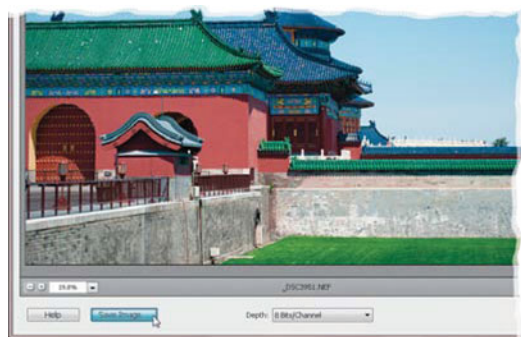 19.8%
_DSC3951.NEF
Help
Save Image...
Depth: 8 Bits/Channel